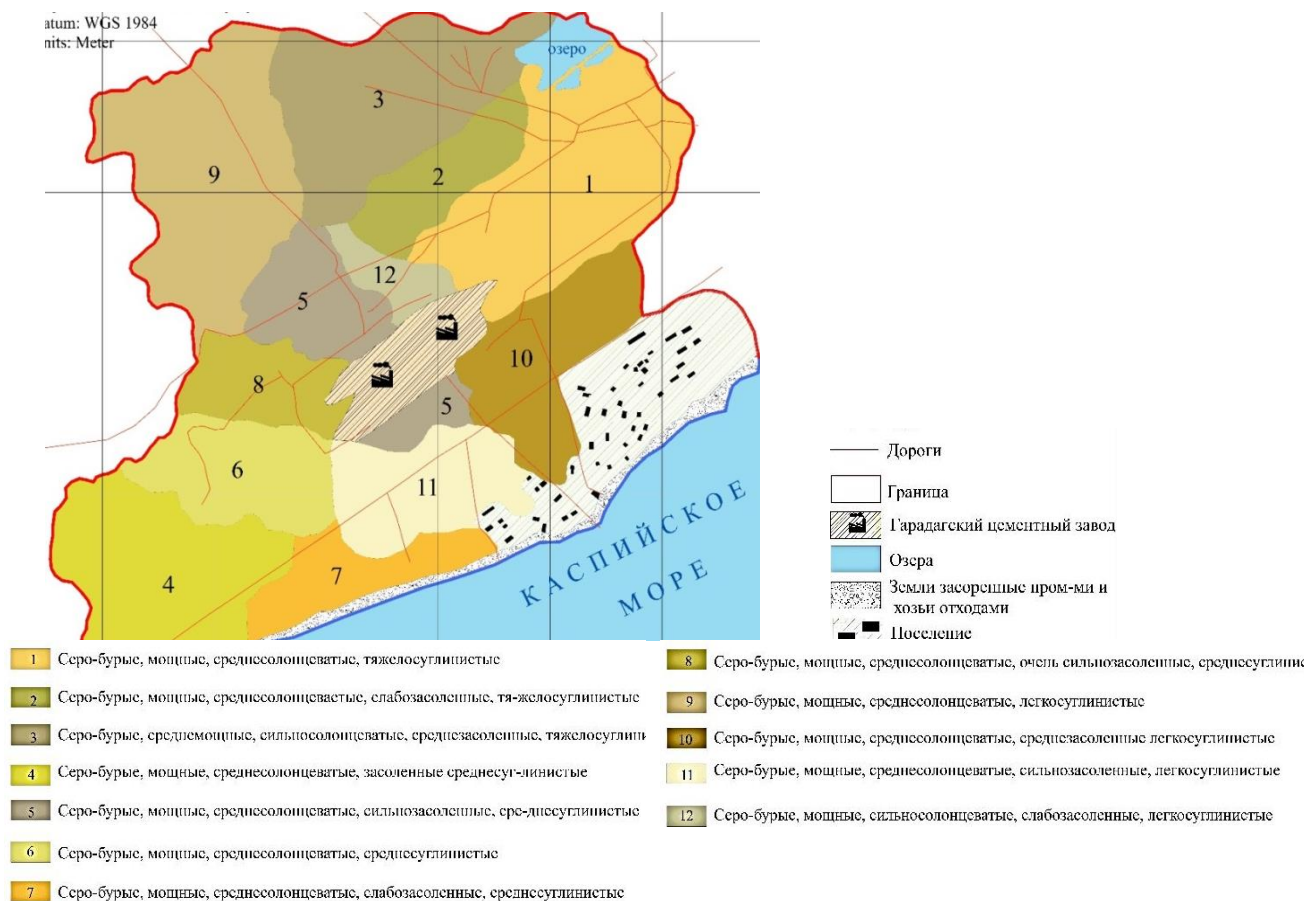 atum: WGS 1984
nits: Meter
озеро
3
9
2
1
12
5
10
8
5
6
11
4
7
КАСПИЙСКОЕ
МОРЕ
Дороги
Граница
Гарадагский цементный завод
Озера
Земли засоренные пром-ми и
хозьи отходами
Поселение
1 Серо-бурые, мощные, среднесолонцеватые, тяжелосуглинистые
2 Серо-бурые, мощные, среднесолонцеваетые, слабозасоленные, тя-желосуглинистые
3 Серо-бурые, среднемощные, сильносолонцеватые, среднезасоленные, тяжелосуглин
4 Серо-бурые, мощные, среднесолонцеватые, засоленные среднесуг-линистые
5 Серо-бурые, мощные, среднесолонцеватые, сильнозасоленные, сре-днесуглинистые
6 Серо-бурые, мощные, среднесолонцеватые, среднесуглинистые
7 Серо-бурые, мощные, среднесолонцеватые, слабозасоленные, среднесуглинистые
8 Серо-бурые, мощные, среднесолонцеватые, очень сильнозасоленные, среднесуглинис
9 Серо-бурые, мощные, среднесолонцеватые, легкосуглинистые
10 Серо-бурые, мощные, среднесолонцеватые, среднезасоленные легкосуглинистые
11 Серо-бурые, мощные, среднесолонцеватые, сильнозасоленные, легкосуглинистые
12 Серо-бурые, мощные, сильносолонцеватые, слабозасоленные, легкосуглинистые